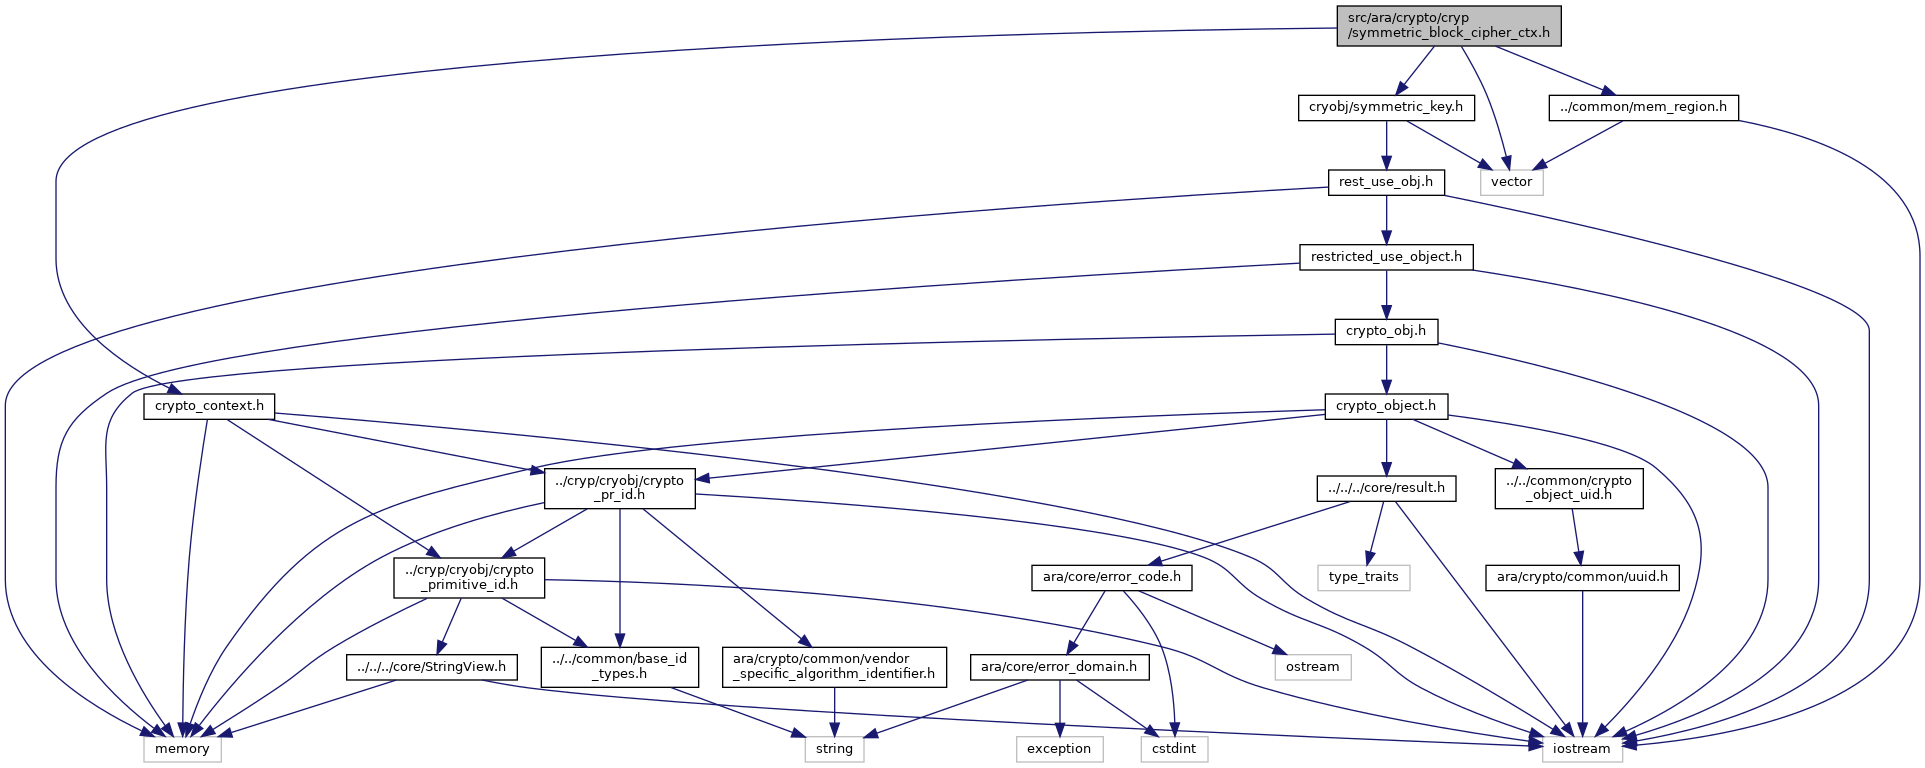 src/ara/crypto/cryp
/symmetric_block_cipher_ctx.h
cryobj/symmetric_key.h
../common/mem_region.h
rest_use_obj.h
vector
restricted_use_object.h
crypto_obj.h
crypto_context.h
crypto_object.h
../cryp/cryobj/crypto
_pr_id.h
../../../core/result.h
../../common/crypto
_object_uid.h
../cryp/cryobj/crypto
_primitive_id.h
ara/core/error_code.h
type_traits
ara/crypto/common/uuid.h
../../../core/StringView.h
../../common/base_id
_types.h
ara/crypto/common/vendor
_specific_algorithm_identifier.h
ara/core/error_domain.h
ostream
memory
string
exception
cstdint
iostream